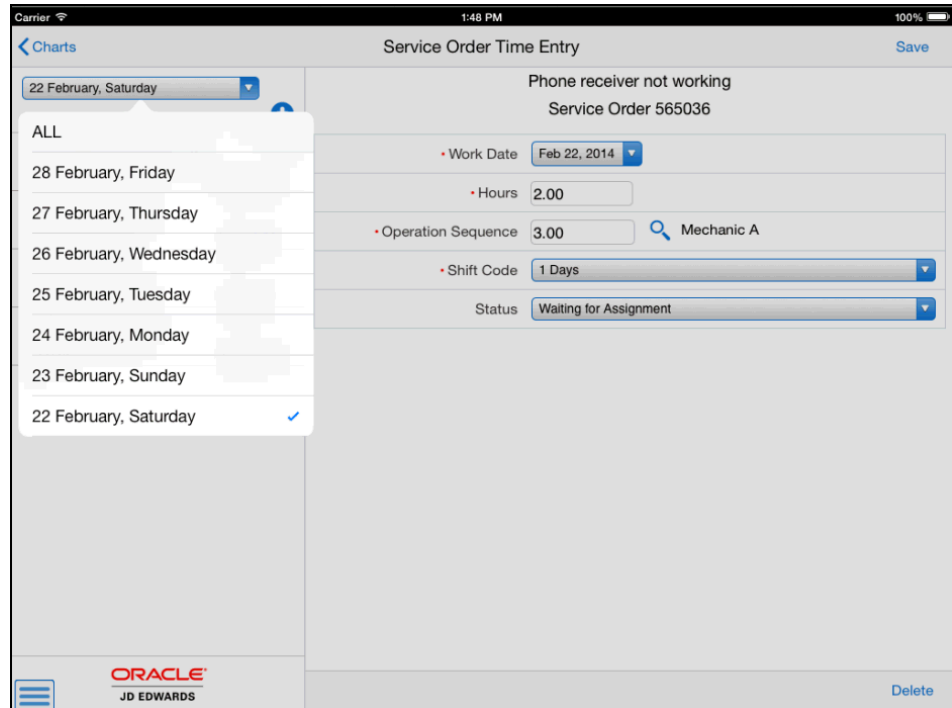 Carrier 1:48 PM 100%
Charts Service Order Time Entry Save
22 February, Saturday
ALL
28 February, Friday
27 February, Thursday
26 February, Wednesday
25 February, Tuesday
24 February, Monday
23 February, Sunday
22 February, Saturday
Phone receiver not working
Service Order 565036
• Work Date Feb 22, 2014
• Hours 2.00
• Operation Sequence 3.00 Mechanic A
• Shift Code 1 Days
Status Waiting for Assignment
ORACLE
JD EDWARDS
Delete